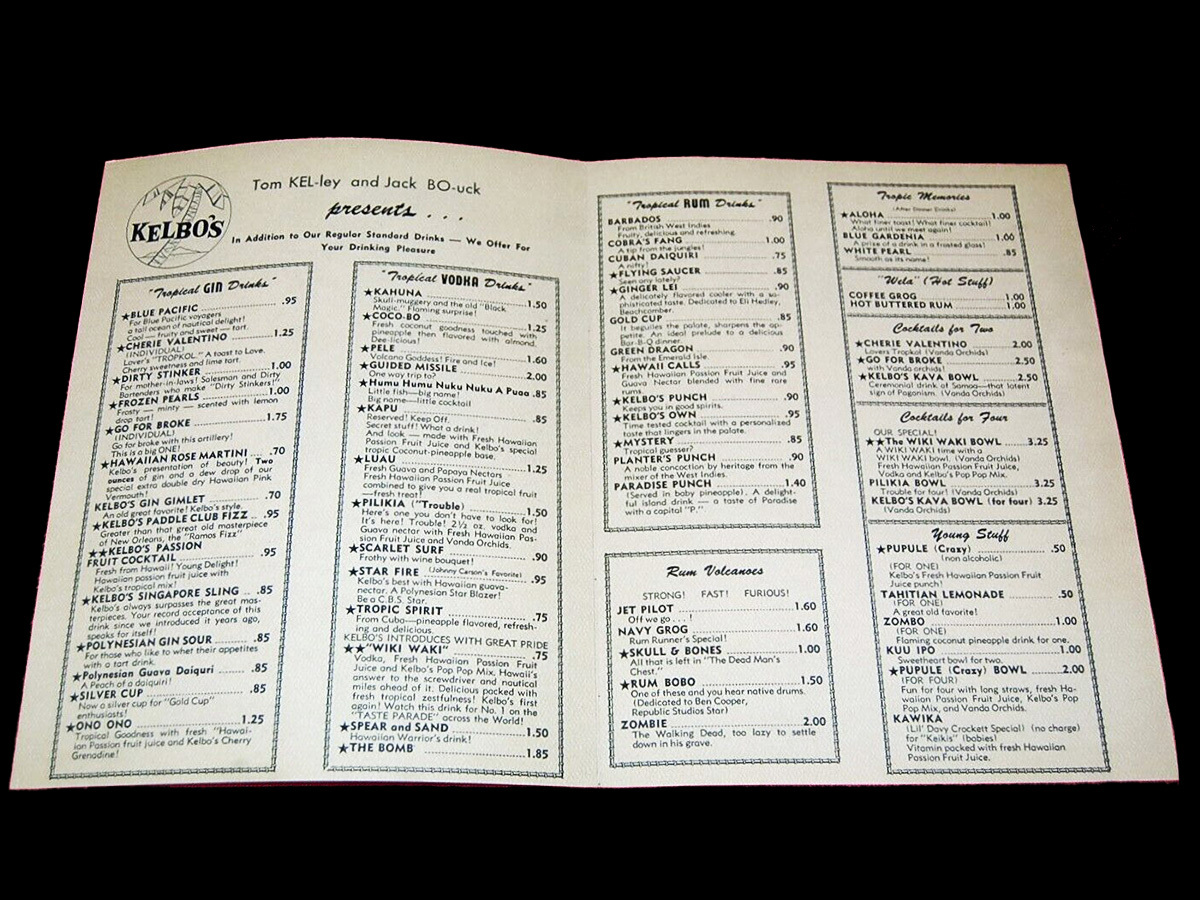 KELBO'S
Tom KEL-ley and Jack BO-uck
presents . . .
In Addition to Our Regular Standard Drinks — We Offer For
Your Drinking Pleasure
"Tropical GIN Drinks"
★BLUE PACIFIC .95
For Blue Pacific voyagers
a tall ocean of nautical delight!
Cool — fruity and sweet — tart.
★CHERIE VALENTINO 1.25
(INDIVIDUAL)
Lover's "TROPKOL." A toast to Love.
Cherry sweetness and lime tart.
★DIRTY STINKER 1.00
For mother-in-laws! Salesman and Dirty
Bartenders who make "Dirty Stinkers"!
★FROZEN PEARLS 1.00
Frosty — minty — scented with lemon
drop tart!
★GO FOR BROKE 1.75
(INDIVIDUAL)
Go for broke with this artillery!
This is a big ONE!
★HAWAIIAN ROSE MARTINI .70
Kelbo's presentation of beauty! Two
ounces of gin and a dew drop of our
special extra double dry Hawaiian Pink
Vermouth!
KELBO'S GIN GIMLET .70
An old great favorite! Kelbo's style.
★KELBO'S PADDLE CLUB FIZZ .95
Greater than that great old masterpiece
of New Orleans, the "Ramos Fizz"
★★KELBO'S PASSION
FRUIT COCKTAIL .95
Fresh from Hawaii! Young Delight!
Hawaiian passion fruit juice with
Kelbo's tropical mix!
★KELBO'S SINGAPORE SLING .85
Kelbo's always surpasses the great mas-
terpieces. Your record acceptance of this
drink since we introduced it years ago,
speaks for itself!
★POLYNESIAN GIN SOUR .85
For those who like to whet their appetites
with a tart drink.
★Polynesian Guava Daiquri .85
A Peach of a daiquiri!
★SILVER CUP .85
Now a silver cup for "Gold Cup"
enthusiasts!
★ONO ONO 1.25
Tropical Goodness with fresh "Hawai-
ian Passion fruit juice and Kelbo's Cherry
Grenadine!
"Tropical VODKA Drinks"
★KAHUNA 1.50
Skull-muggery and the old "Black
Magic." Flaming surprise!
★COCO-BO 1.25
Fresh coconut goodness touched with
pineapple then flavored with almond.
Dee-licious!
★PELE 1.60
Volcano Goddess! Fire and Ice!
★GUIDED MISSILE 2.00
One way trip to?
★Humu Humu Nuku Nuku A Puaa .85
Little fish—big name!
Big name—little cocktail
★KAPU .85
Reserved! Keep Off.
Secret stuff! What a drink!
And look — made with Fresh Hawaiian
Passion Fruit Juice and Kelbo's special
tropic Coconut-pineapple base.
★LUAU 1.25
Fresh Guava and Papaya Nectars
Fresh Hawaiian Passion Fruit Juice
combined to give you a real tropical fruit
—fresh treat!
★PILIKIA ("Trouble) 1.50
Here's one you don't have to look for!
It's here! Trouble! 2½ oz. vodka and
Guava nectar with Fresh Hawaiian Pas-
sion Fruit Juice and Vonda Orchids.
★SCARLET SURF .90
Frothy with wine bouquet!
★STAR FIRE (Johnny Carson's Favorite) .95
Kelbo's best with Hawaiian guava-
nectar. A Polynesian Star Blazer!
Be a C.B.S. Star.
★TROPIC SPIRIT .75
From Cuba—pineapple flavored, refresh-
ing and delicious.
KELBO'S INTRODUCES WITH GREAT PRIDE
★★"WIKI WAKI" .75
Vodka, Fresh Hawaiian Passion Fruit
Juice and Kelbo's Pop Pop Mix, Hawaii's
answer to the screwdriver and nautical
miles ahead of it. Delicious packed with
fresh tropical zestfulness! Kelbo's first
again! Watch this drink for No. 1 on the
"TASTE PARADE" across the World!
★SPEAR and SAND 1.50
Hawaiian Warrior's drink!
★THE BOMB 1.85
"Tropical RUM Drinks"
BARBADOS .90
From British West Indies
Fruity, delicious and refreshing.
COBRA'S FANG 1.00
A tip from the jungles!
CUBAN DAIQUIRI .75
A nifty!
★FLYING SAUCER .85
Seen any lately?
★GINGER LEI .90
A delicately flavored cooler with a so-
phisticated taste. Dedicated to Eli Hedley,
Beachcomber.
GOLD CUP .85
It beguiles the palate, sharpens the ap-
petite. An ideal prelude to a delicious
Bar-B-Q dinner.
GREEN DRAGON .90
From the Emerald Isle.
★HAWAII CALLS .95
Fresh Hawaiian Passion Fruit Juice and
Guava Nectar blended with fine rare
rums.
★KELBO'S PUNCH .90
Keeps you in good spirits.
★KELBO'S OWN .95
Time tested cocktail with a personalized
taste that lingers in the palate.
★MYSTERY .85
Tropical guesser?
PLANTER'S PUNCH .90
A noble concoction by heritage from the
mixer of the West Indies.
PARADISE PUNCH 1.40
(Served in baby pineapple). A delight-
ful island drink — a taste of Paradise
with a capital "P."
Rum Volcanoes
STRONG! FAST! FURIOUS!
JET PILOT 1.60
Off we go . . . !
NAVY GROG 1.60
Rum Runner's Special!
★SKULL & BONES 1.00
All that is left in "The Dead Man's
Chest."
★RUM BOBO 1.50
One of these and you hear native drums.
(Dedicated to Ben Cooper,
Republic Studios Star)
ZOMBIE 2.00
The Walking Dead, too lazy to settle
down in his grave.
Tropic Memories
(After Dinner Drinks)
★ALOHA 1.00
What finer toast! What finer cocktail!
Aloha until we meet again!
BLUE GARDENIA 1.00
A prize of a drink in a frosted glass!
WHITE PEARL .85
Smooth as its name!
"Wela" (Hot Stuff)
COFFEE GROG 1.00
HOT BUTTERED RUM 1.00
Cocktails for Two
★CHERIE VALENTINO 2.00
Lovers Tropkol (Vanda Orchids)
★GO FOR BROKE 2.50
with Vanda orchids!
★KELBO'S KAVA BOWL 2.50
Ceremonial drink of Samoa—that latent
sign of Paganism. (Vanda Orchids)
Cocktails for Four
OUR SPECIAL!
★★The WIKI WAKI BOWL 3.25
A WIKI WAKI time with a
WIKI WAKI bowl. (Vanda Orchids)
Fresh Hawaiian Passion Fruit Juice,
Vodka and Kelbo's Pop Pop Mix.
PILIKIA BOWL 3.25
Trouble for four! (Vanda Orchids)
KELBO'S KAVA BOWL (for four) 3.25
(Vanda Orchids)
Young Stuff
★PUPULE (Crazy) .50
(non alcoholic)
(FOR ONE)
Kelbo's Fresh Hawaiian Passion Fruit
Juice punch!
TAHITIAN LEMONADE .50
(FOR ONE)
A great old favorite!
ZOMBO 1.00
(FOR ONE)
Flaming coconut pineapple drink for one.
KUU IPO 1.00
Sweetheart bowl for two.
★PUPULE (Crazy) BOWL 2.00
(FOR FOUR)
Fun for four with long straws, fresh Ha-
waiian Passion Fruit Juice, Kelbo's Pop
Pop Mix, and Vanda Orchids.
KAWIKA
(Lil' Davy Crockett Special) (no charge)
for "Keikis" (babies)
Vitamin packed with fresh Hawaiian
Passion Fruit Juice.